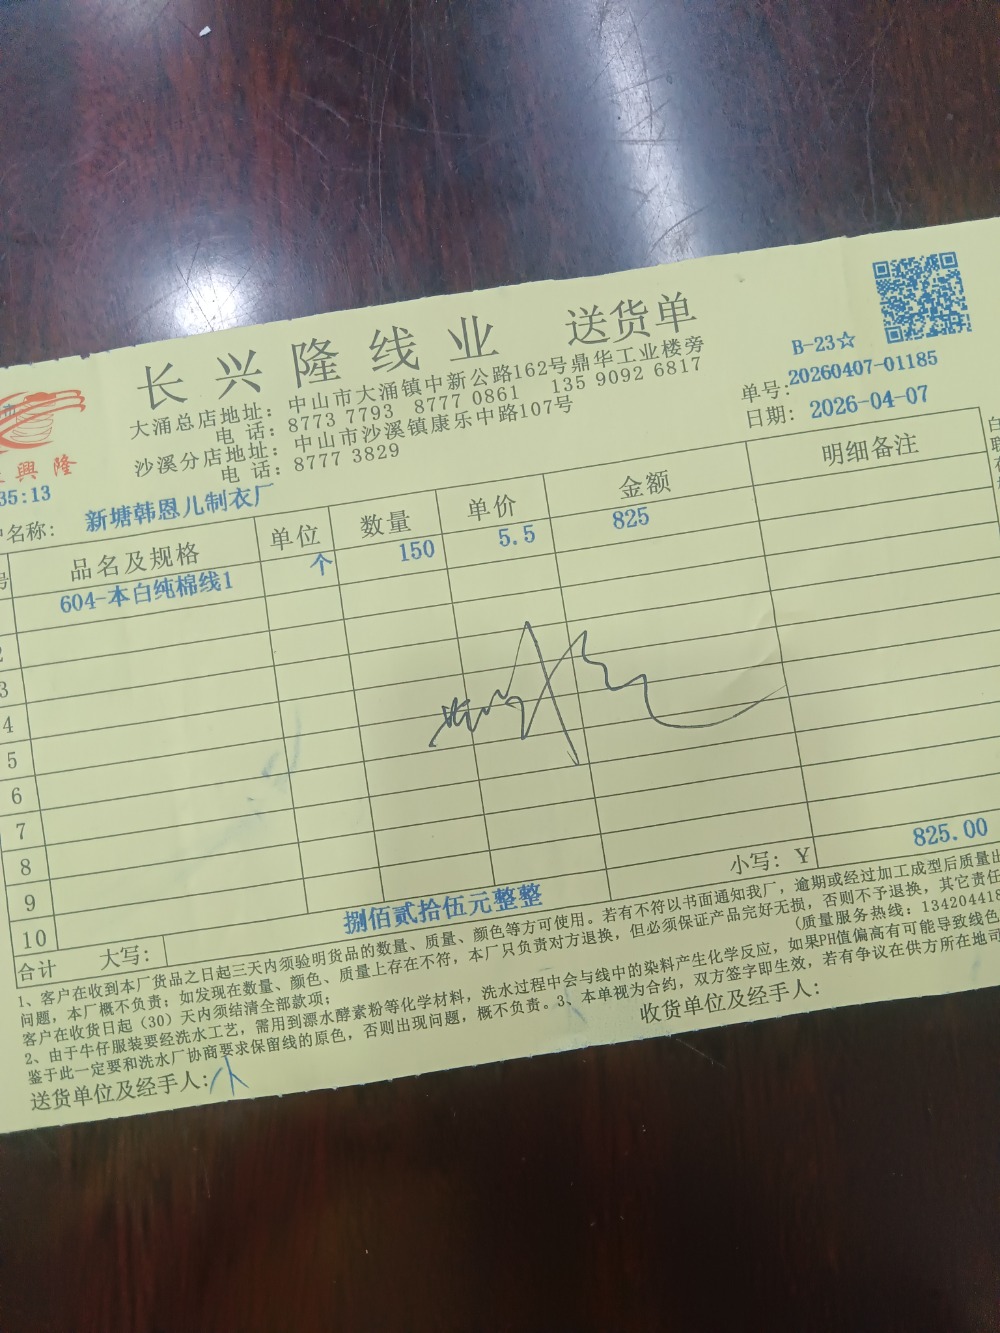 长兴隆线业 送货单
大涌总店地址：中山市大涌镇中新公路162号鼎华工业楼旁
电 话：8773 7793 8777 0861 135 9092 6817
沙溪分店地址：中山市沙溪镇康乐中路107号
电 话：8777 3829
B-23☆
单号：20260407-01185
日期：2026-04-07
興隆
35:13
户名称：新塘韩恩儿制衣厂
号 品名及规格 单位 数量 单价 金额 明细备注
604-本白纯棉线1 个 150 5.5 825
2
3
4
5
6
7
8
9
10
合计 大写：捌佰贰拾伍元整整 小写：￥ 825.00
1、客户在收到本厂货品之日起三天内须验明货品的数量、质量、颜色等方可使用。若有不符以书面通知我厂，逾期或经过加工成型后质量出
问题，本厂概不负责；如发现在数量、颜色、质量上存在不符，本厂只负责对方退换，但必须保证产品完好无损，否则不予退换，其它责任
客户在收货日起（30）天内须结清全部款项；（质量服务热线：134204418
2、由于牛仔服装要经洗水工艺，需用到漂水酵素粉等化学材料，洗水过程中会与线中的染料产生化学反应，如果PH值偏高有可能导致线色
鉴于此一定要和洗水厂协商要求保留线的原色，否则出现问题，概不负责。3、本单视为合约，双方签字即生效，若有争议在供方所在地司
送货单位及经手人： 收货单位及经手人：